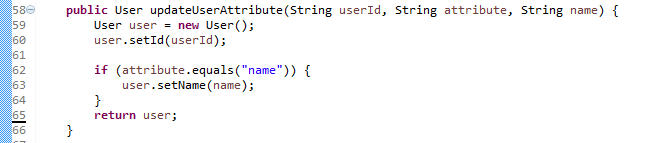 58 public User updateUserAttribute(String userId, String attribute, String name) {
59 User user = new User();
60 user.setId(userId);
61
62 if (attribute.equals("name")) {
63 user.setName(name);
64 }
65 return user;
66 }